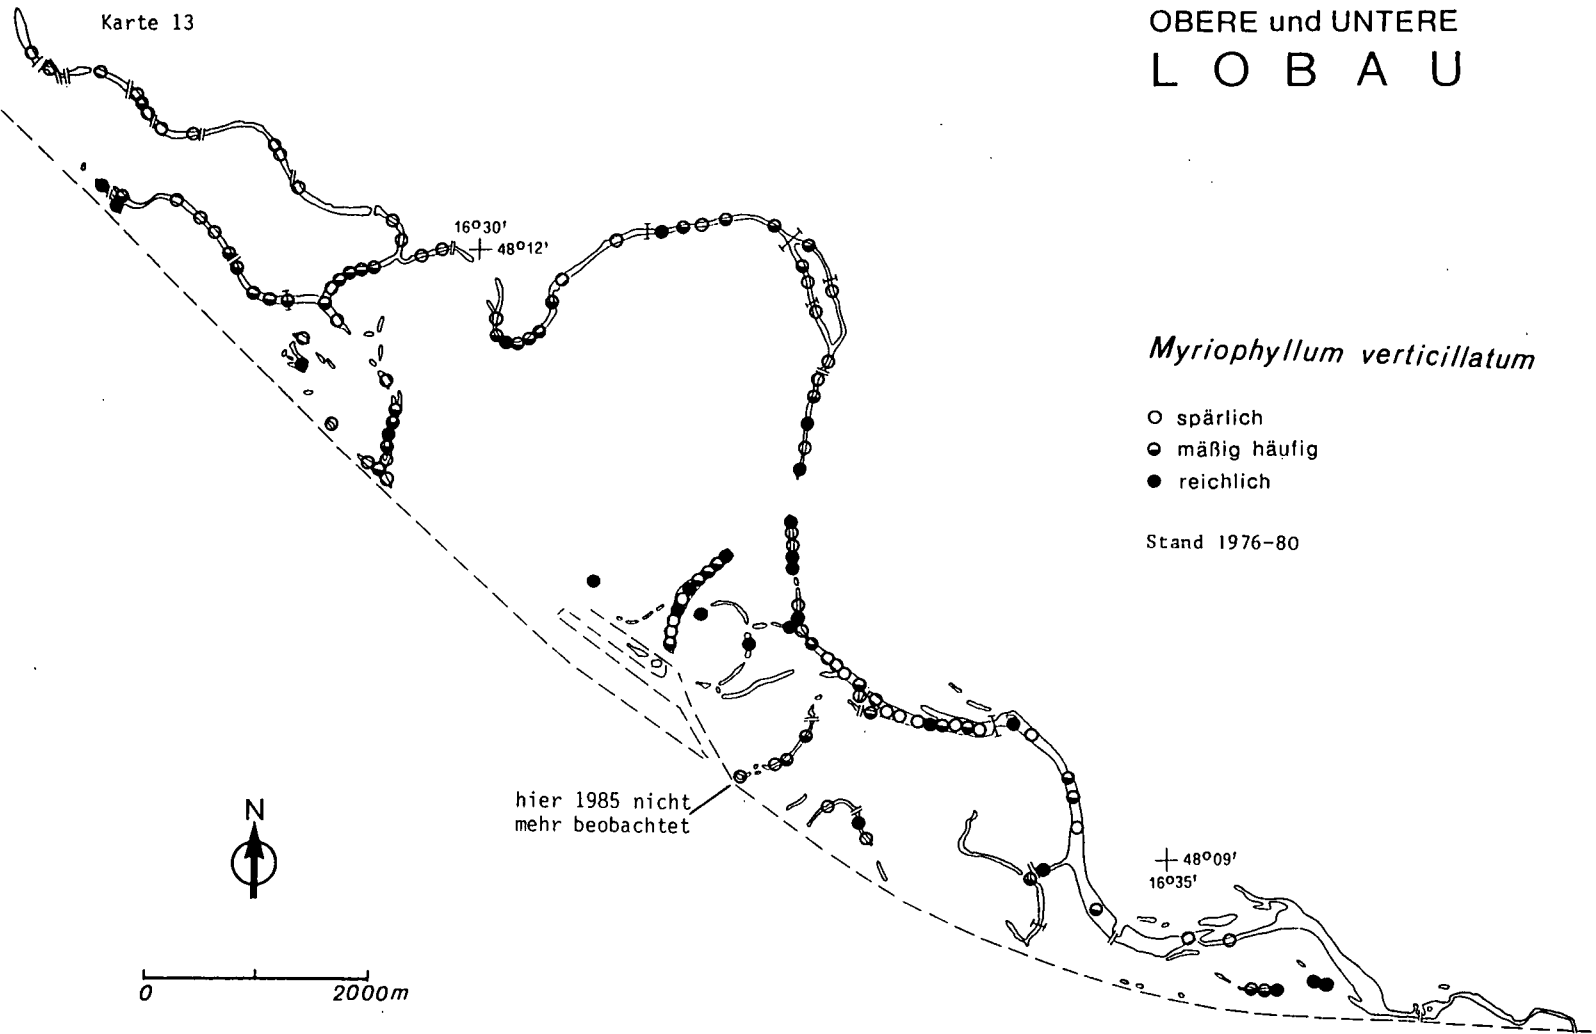 Karte 13
OBERE und UNTERE
LOBAU
16°30'
48°12'
Myriophyllum verticillatum
spärlich
mäßig häufig
reichlich
Stand 1976-80
hier 1985 nicht
mehr beobachtet
N
48°09'
16°35'
0 2000m